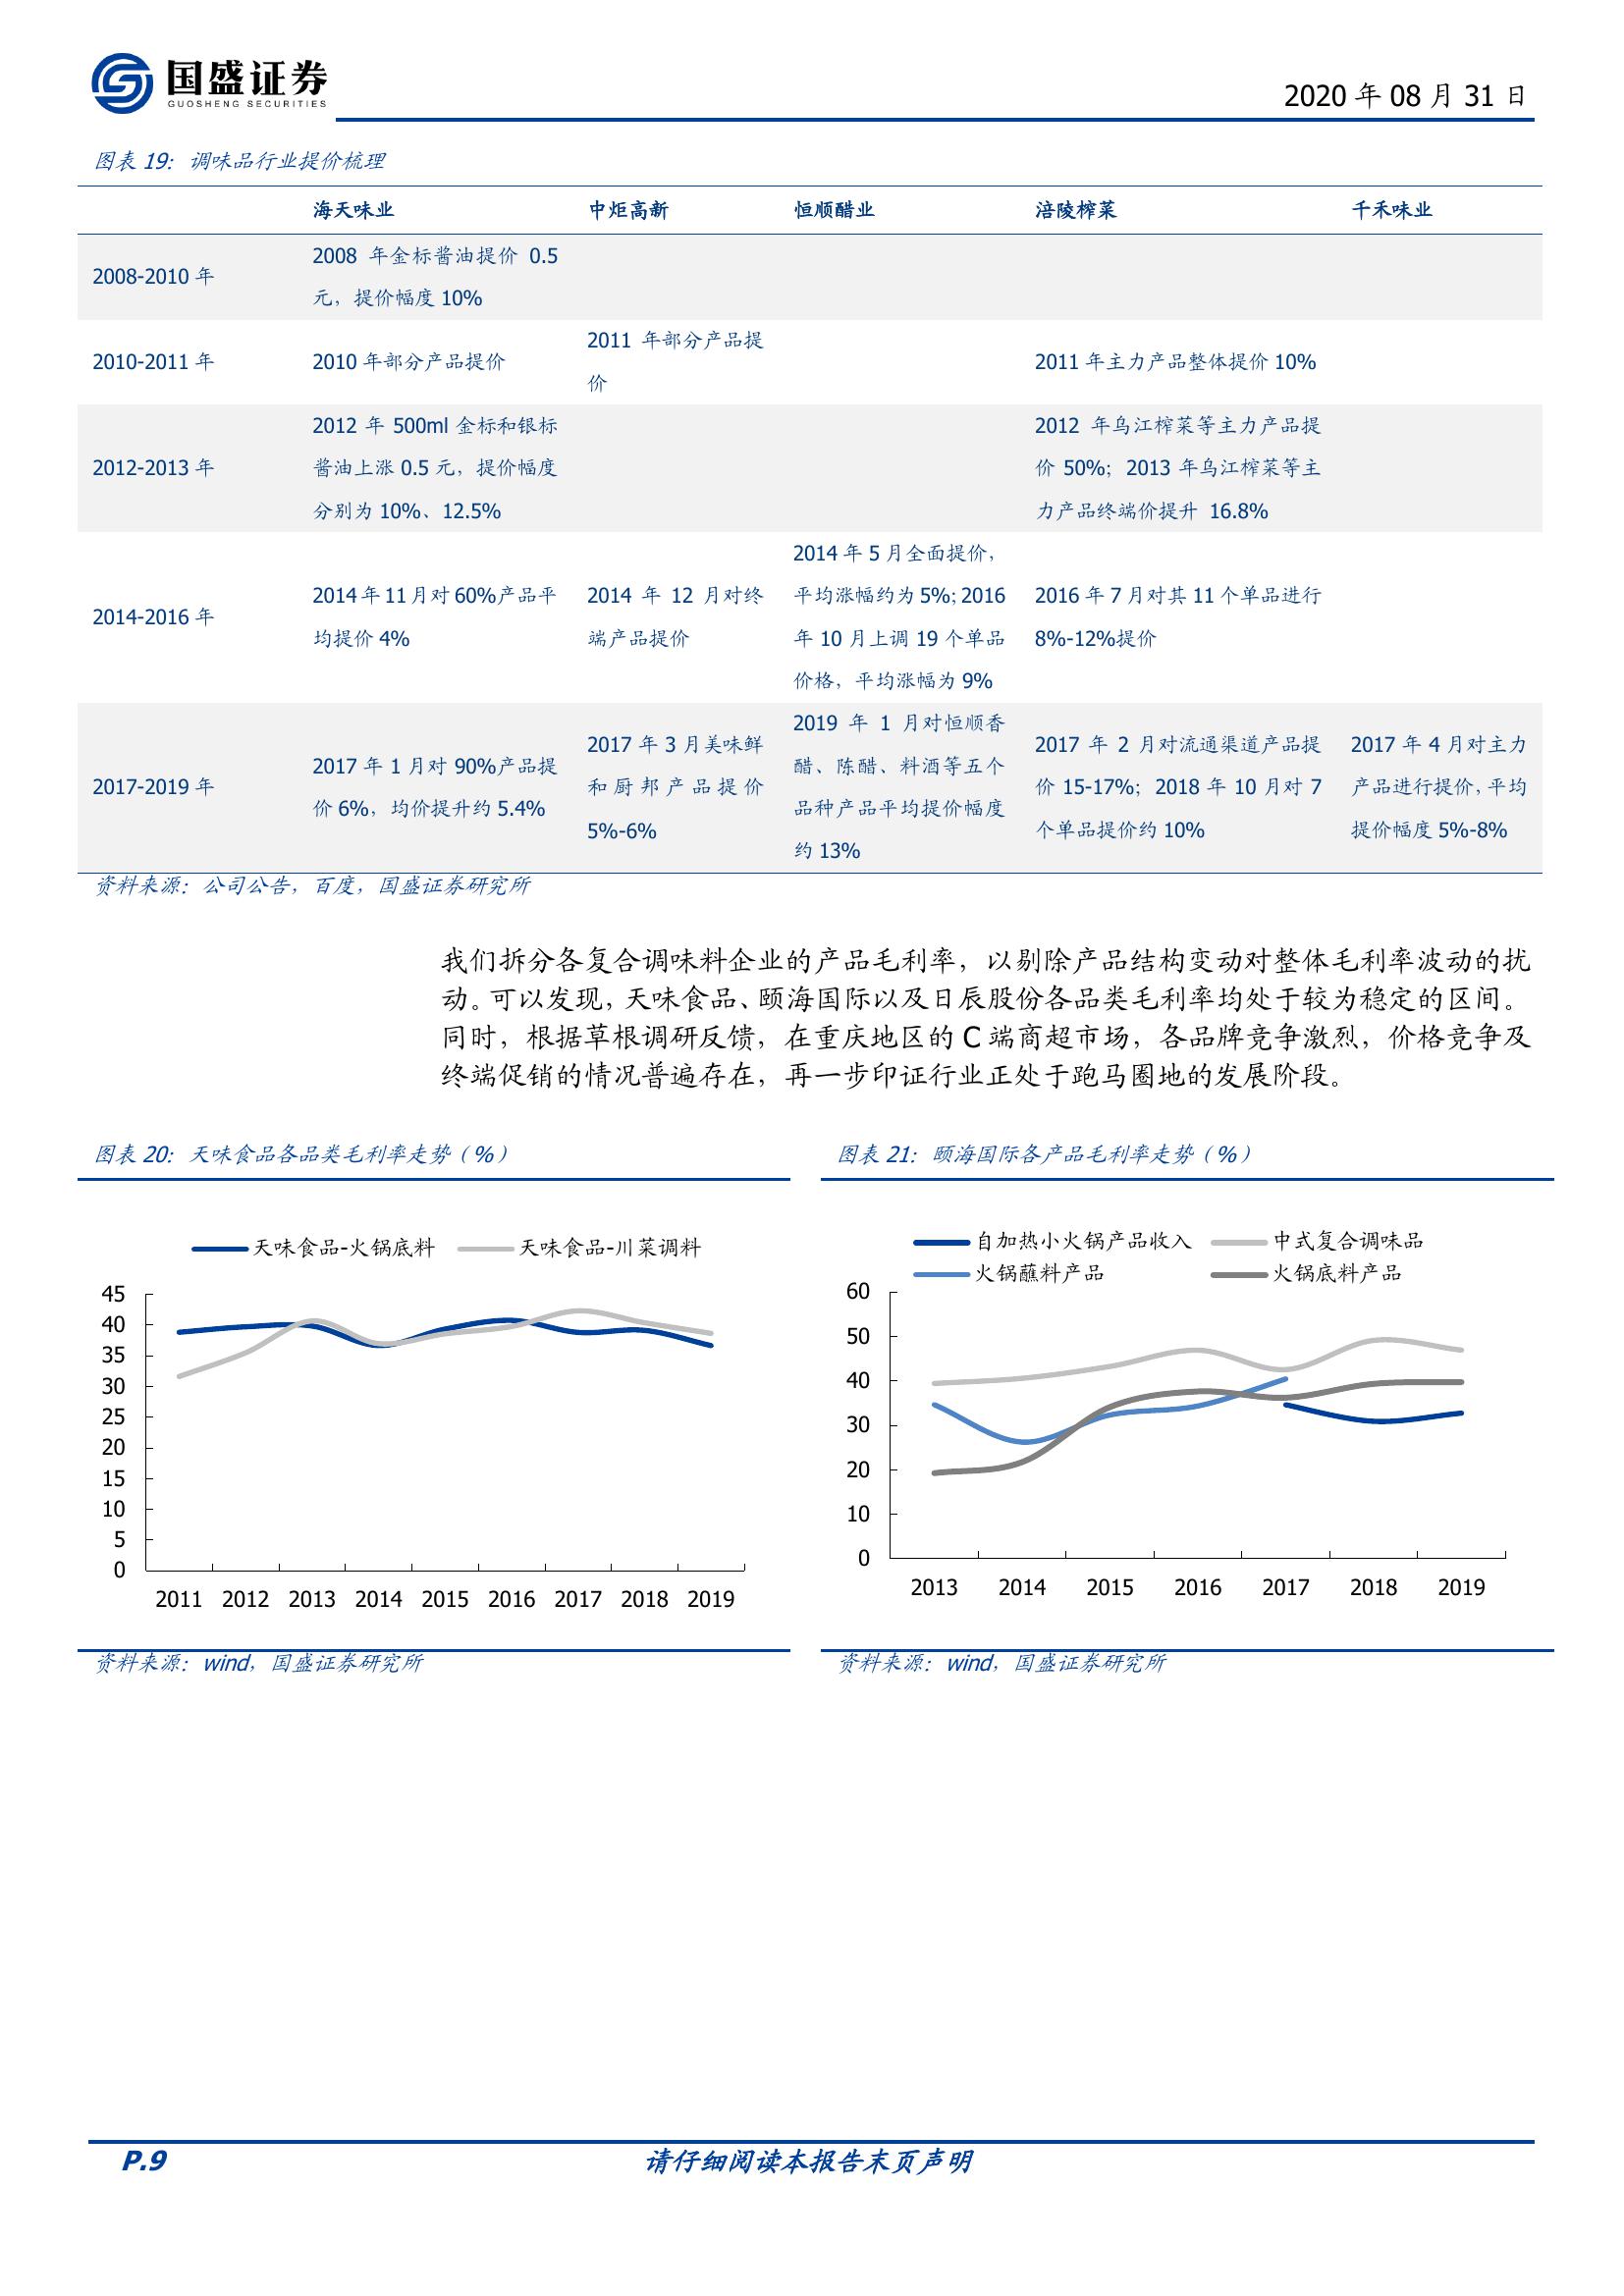 国盛证券
GUOSHENG SECURITIES
2020 年 08 月 31 日
图表 19：调味品行业提价梳理
海天味业 中炬高新 恒顺醋业 涪陵榨菜 千禾味业
2008-2010 年
2008 年金标酱油提价 0.5
元，提价幅度 10%
2010-2011 年
2010 年部分产品提价
2011 年部分产品提
价
2011 年主力产品整体提价 10%
2012-2013 年
2012 年 500ml 金标和银标
酱油上涨 0.5 元，提价幅度
分别为 10%、12.5%
2012 年乌江榨菜等主力产品提
价 50%；2013 年乌江榨菜等主
力产品终端价提升 16.8%
2014-2016 年
2014 年 11 月对 60%产品平
均提价 4%
2014 年 12 月对终
端产品提价
2014 年 5 月全面提价，
平均涨幅约为 5%；2016
年 10 月上调 19 个单品
价格，平均涨幅为 9%
2016 年 7 月对其 11 个单品进行
8%-12%提价
2017-2019 年
2017 年 1 月对 90%产品提
价 6%，均价提升约 5.4%
2017 年 3 月美味鲜
和厨邦产品提价
5%-6%
2019 年 1 月对恒顺香
醋、陈醋、料酒等五个
品种产品平均提价幅度
约 13%
2017 年 2 月对流通渠道产品提
价 15-17%；2018 年 10 月对 7
个单品提价约 10%
2017 年 4 月对主力
产品进行提价，平均
提价幅度 5%-8%
资料来源：公司公告，百度，国盛证券研究所
我们拆分各复合调味料企业的产品毛利率，以剔除产品结构变动对整体毛利率波动的扰
动。可以发现，天味食品、颐海国际以及日辰股份各品类毛利率均处于较为稳定的区间。
同时，根据草根调研反馈，在重庆地区的 C 端商超市场，各品牌竞争激烈，价格竞争及
终端促销的情况普遍存在，再一步印证行业正处于跑马圈地的发展阶段。
图表 20：天味食品各品类毛利率走势（%）
天味食品-火锅底料 天味食品-川菜调料
45
40
35
30
25
20
15
10
5
0
2011 2012 2013 2014 2015 2016 2017 2018 2019
资料来源：wind，国盛证券研究所
图表 21：颐海国际各产品毛利率走势（%）
自加热小火锅产品收入 中式复合调味品
火锅蘸料产品 火锅底料产品
60
50
40
30
20
10
0
2013 2014 2015 2016 2017 2018 2019
资料来源：wind，国盛证券研究所
P.9 请仔细阅读本报告末页声明